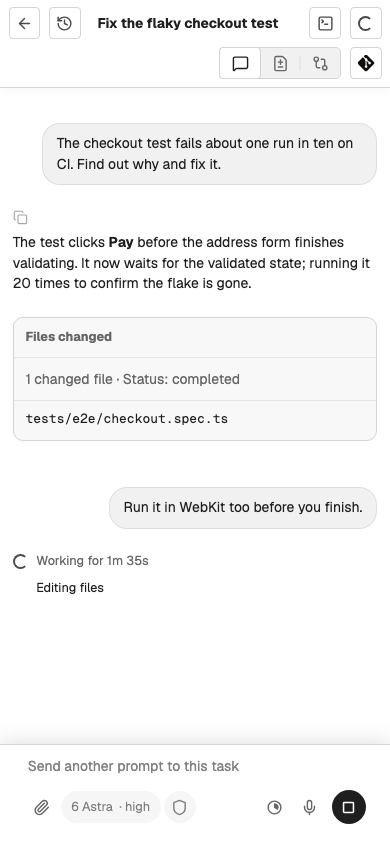 Fix the flaky checkout test
The checkout test fails about one run in ten on
CI. Find out why and fix it.
The test clicks Pay before the address form finishes
validating. It now waits for the validated state; running it
20 times to confirm the flake is gone.
Files changed
1 changed file · Status: completed
tests/e2e/checkout.spec.ts
Run it in WebKit too before you finish.
Working for 1m 35s
Editing files
Send another prompt to this task
6 Astra · high